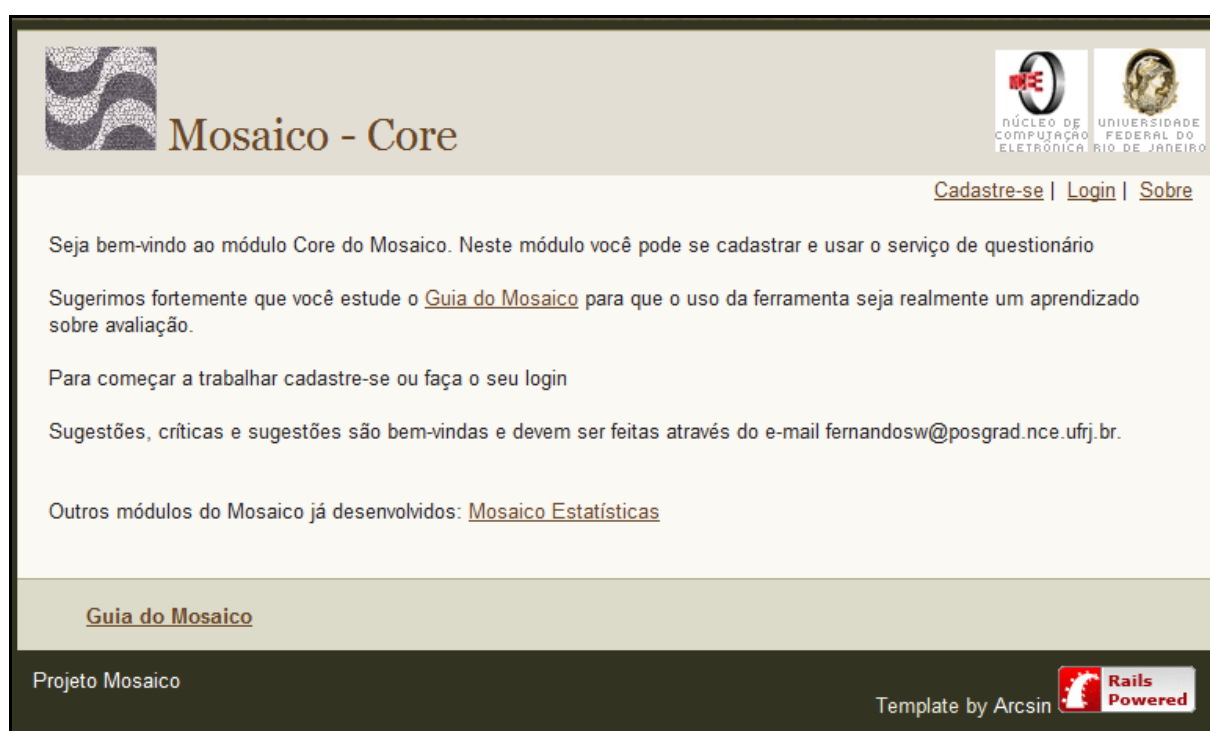 Mosaico - Core
NCE
NÚCLEO DE
COMPUTAÇÃO
ELETRÔNICA
UNIVERSIDADE
FEDERAL DO
RIO DE JANEIRO
Cadastre-se | Login | Sobre
Seja bem-vindo ao módulo Core do Mosaico. Neste módulo você pode se cadastrar e usar o serviço de questionário
Sugerimos fortemente que você estude o Guia do Mosaico para que o uso da ferramenta seja realmente um aprendizado
sobre avaliação.
Para começar a trabalhar cadastre-se ou faça o seu login
Sugestões, críticas e sugestões são bem-vindas e devem ser feitas através do e-mail fernandosw@posgrad.nce.ufrj.br.
Outros módulos do Mosaico já desenvolvidos: Mosaico Estatísticas
Guia do Mosaico
Projeto Mosaico
Template by Arcsin
Rails
Powered